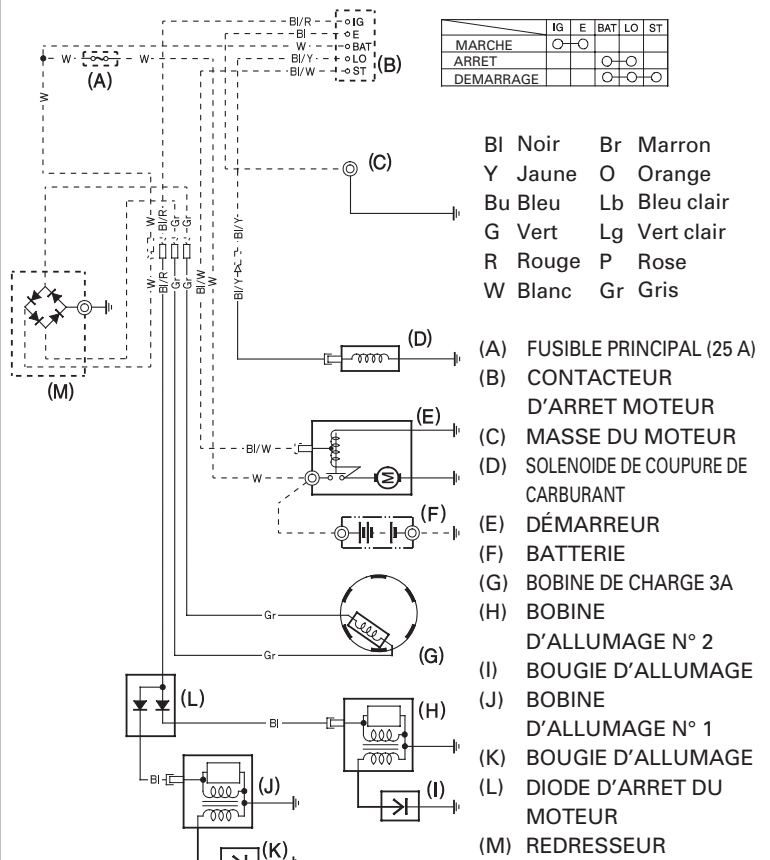 Bl/R IG
Bl E
W BAT
Bl/Y LO
Bl/W ST
(B)
W W
(A)
IG E BAT LO ST
MARCHE
ARRET
DEMARRAGE
W
(C)
Bl Noir Br Marron
Y Jaune O Orange
Bu Bleu Lb Bleu clair
G Vert Lg Vert clair
R Rouge P Rose
W Blanc Gr Gris
W Bl/R Gr Gr Bl/Y
W Bl/R Gr Gr Bl/W W Bl/Y
(M)
(D)
(E)
Bl/W
W
M
(F)
Gr
Gr
(G)
(L)
(H)
Bl
Bl
(J)
(I)
(K)
(A) FUSIBLE PRINCIPAL (25 A)
(B) CONTACTEUR
D'ARRET MOTEUR
(C) MASSE DU MOTEUR
(D) SOLENOIDE DE COUPURE DE
CARBURANT
(E) DÉMARREUR
(F) BATTERIE
(G) BOBINE DE CHARGE 3A
(H) BOBINE
D'ALLUMAGE N° 2
(I) BOUGIE D'ALLUMAGE
(J) BOBINE
D'ALLUMAGE N° 1
(K) BOUGIE D'ALLUMAGE
(L) DIODE D'ARRET DU
MOTEUR
(M) REDRESSEUR